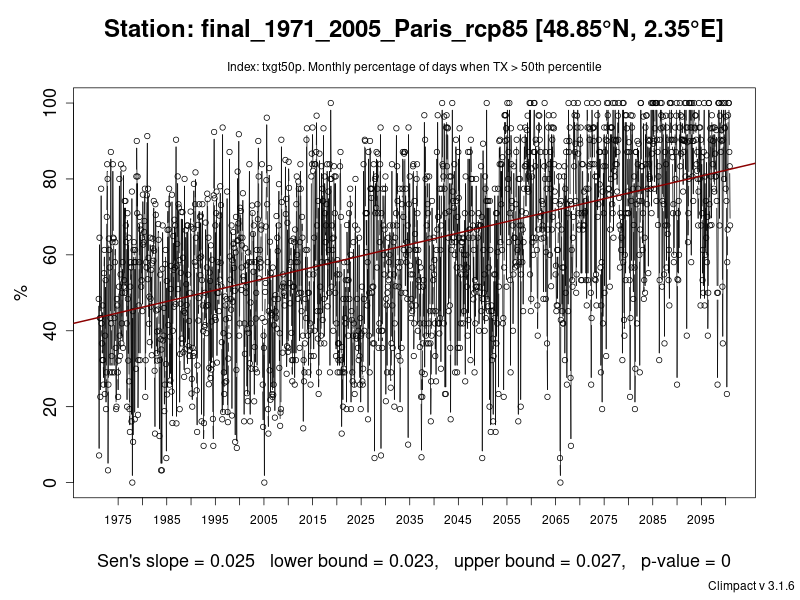 Station: final_1971_2005_Paris_rcp85 [48.85°N, 2.35°E]
Index: txgt50p. Monthly percentage of days when TX > 50th percentile
100
80
60
40
20
0
%
1975 1985 1995 2005 2015 2025 2035 2045 2055 2065 2075 2085 2095
Sen's slope = 0.025 lower bound = 0.023, upper bound = 0.027, p-value = 0
Climpact v 3.1.6